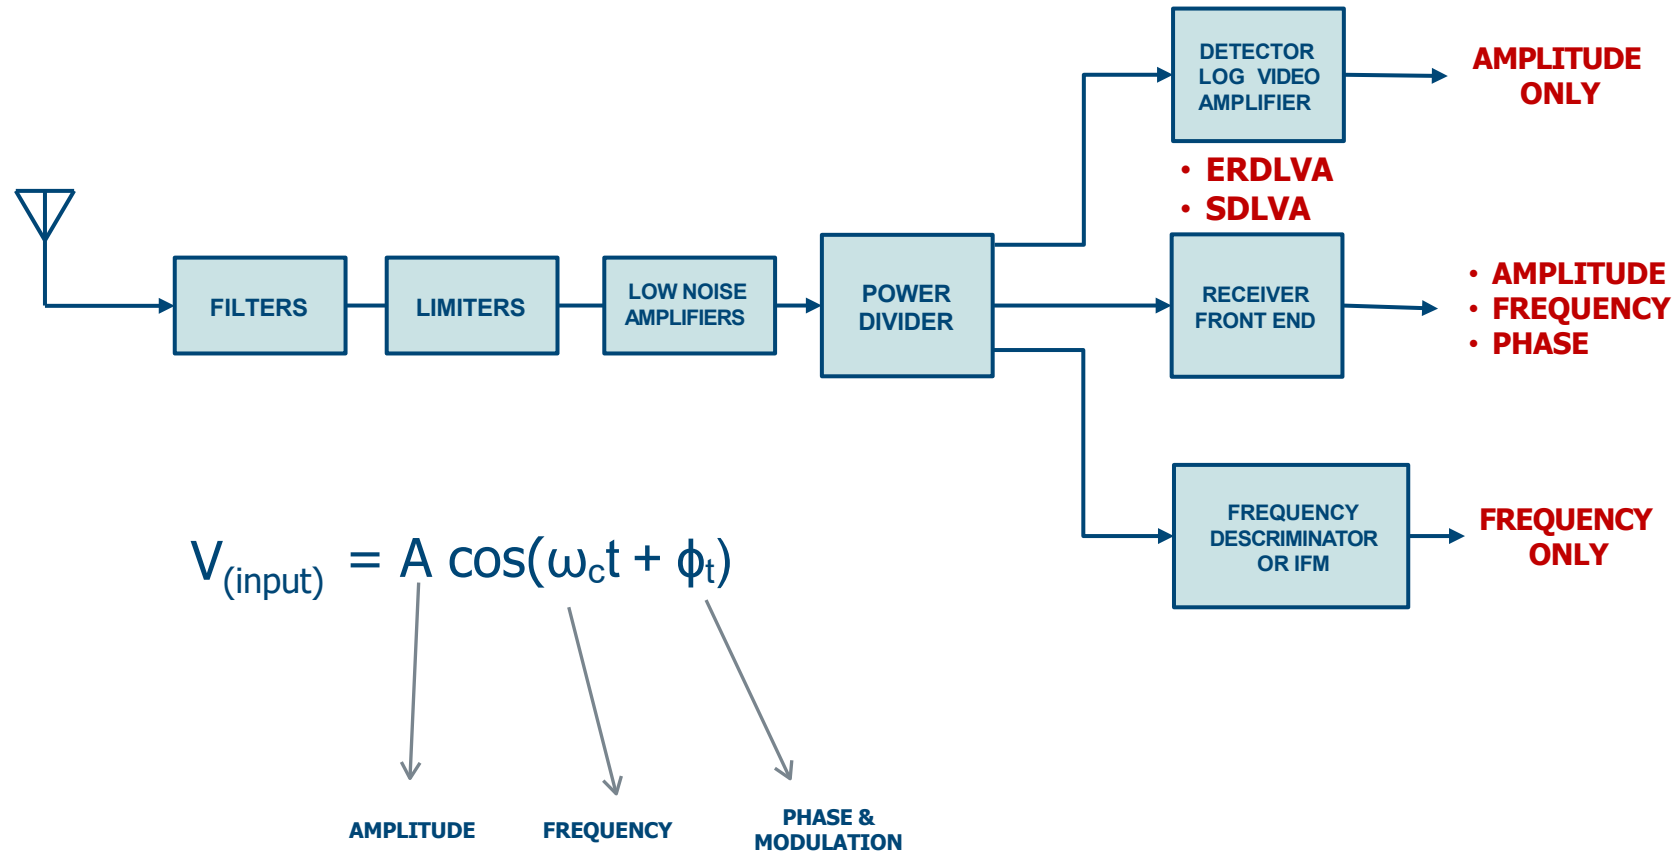 DETECTOR
LOG VIDEO
AMPLIFIER
AMPLITUDE
ONLY
• ERDLVA
• SDLVA
FILTERS
LIMITERS
LOW NOISE
AMPLIFIERS
POWER
DIVIDER
RECEIVER
FRONT END
• AMPLITUDE
• FREQUENCY
• PHASE
FREQUENCY
DESCRIMINATOR
OR IFM
FREQUENCY
ONLY
V(input) = A cos(ωct + ϕt)
AMPLITUDE
FREQUENCY
PHASE &
MODULATION